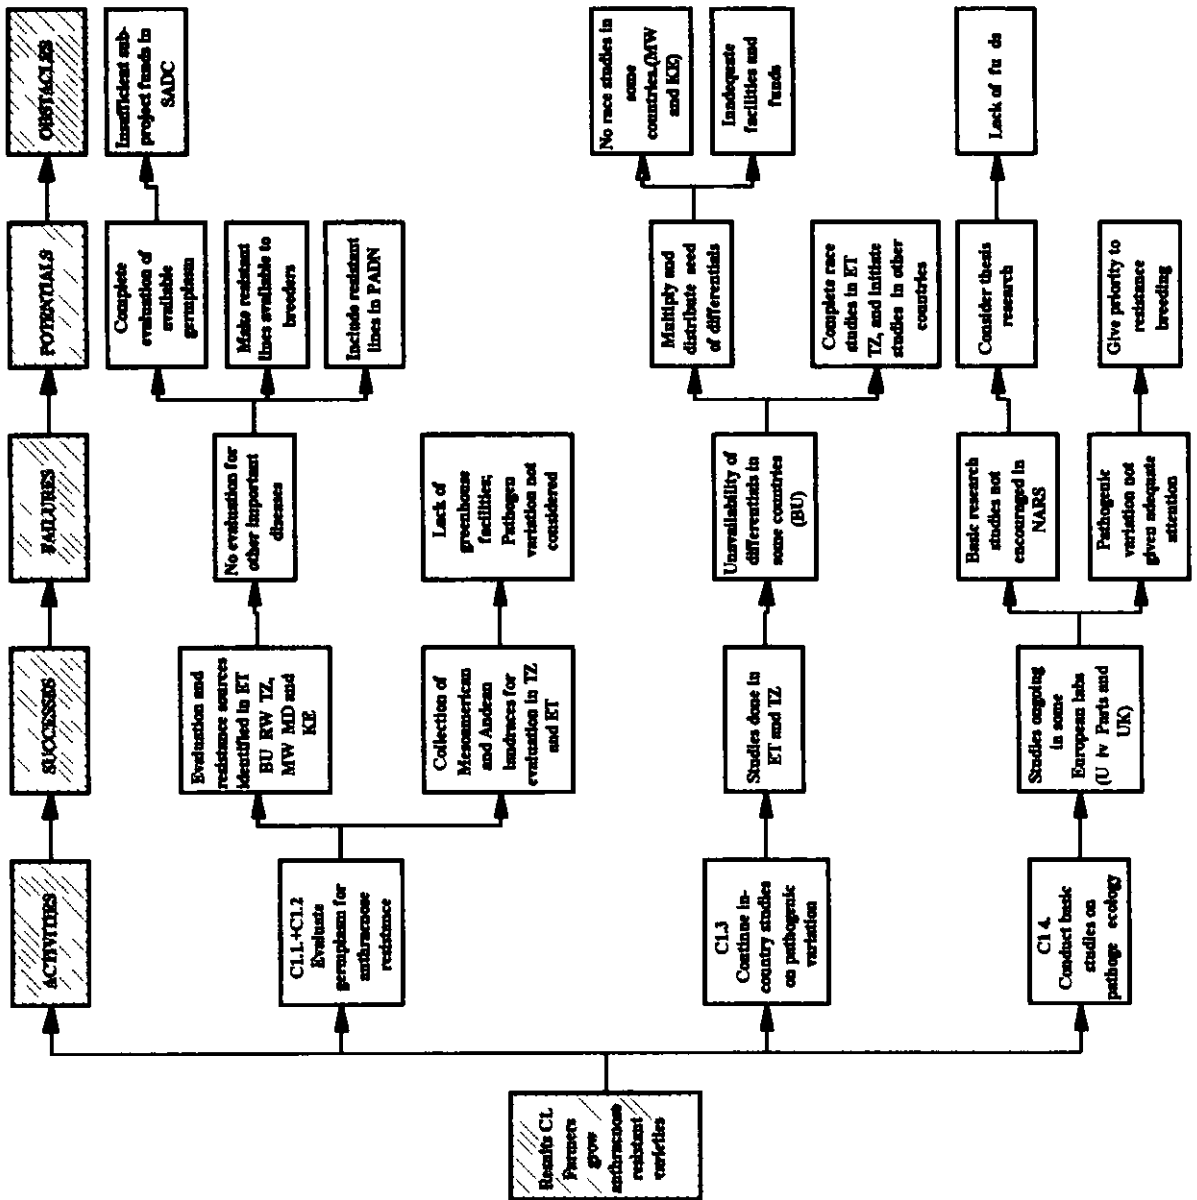 OBSTACLES
Insufficient sub-
project funds in
SADC
No race studies in
some
countries.(MW
and KE)
Inadequate
facilities and
funds
Lack of fu ds
POTENTIALS
Complete
evaluation of
available
germplasm
Make resistant
lines available to
breeders
Include resistant
lines in PADN
Multiply and
distribute seed
of differentials
Complete race
studies in ET
TZ, and initiate
studies in other
countries
Consider thesis
research
Give priority to
resistance
breeding
FAILURES
No evaluation for
other important
diseases
Lack of
greenhouse
facilities;
Pathogen
variation not
considered
Unavailability of
differentials in
some countries
(BU)
Basic research
studies not
encouraged in
NARS
Pathogenic
variation not
given adequate
attention
SUCCESSES
Evaluation and
resistance sources
identified in ET
BU RW TZ,
MW MD and
KE
Collection of
Mesoamerican
and Andean
landraces for
evaluation in TZ
and ET
Studies done in
ET and TZ
Studies ongoing
in some
European labs
(U iv Paris and
UK)
ACTIVITIES
C1.1.+C1.2
Evaluate
germplasm for
anthracnose
resistance
C1.3
Continue in-
country studies
on pathogenic
variation
C1 4.
Conduct basic
studies on
pathoge ecology
Results C1.
Farmers
grow
anthracnose
resistant
varieties